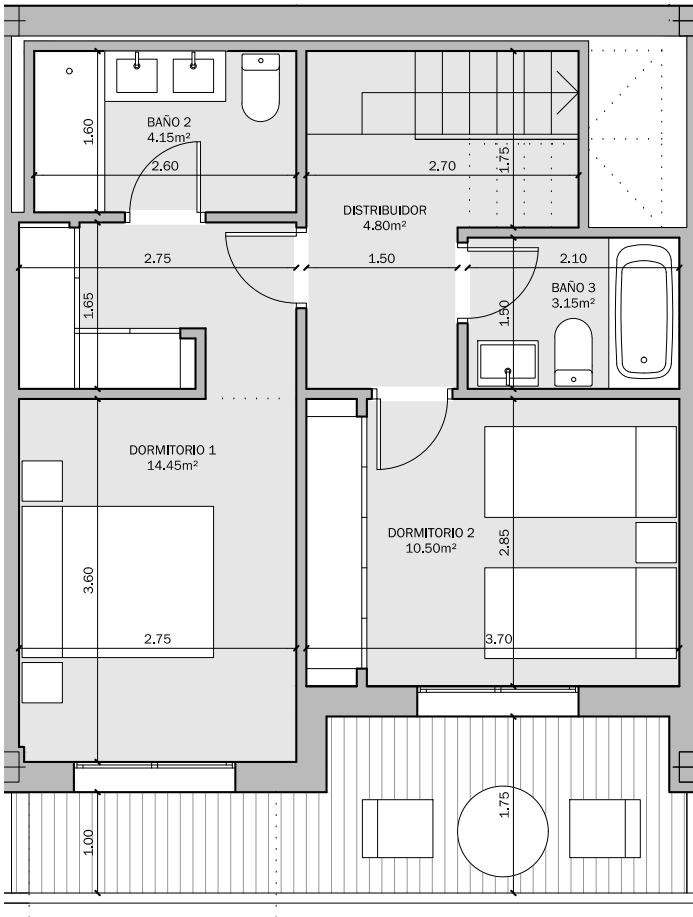 BAÑO 2
4.15m²
1.60
2.60
2.70
1.75
DISTRIBUIDOR
4.80m²
2.75
1.50
2.10
1.65
BAÑO 3
3.15m²
1.50
DORMITORIO 1
14.45m²
DORMITORIO 2
10.50m²
2.85
3.60
2.75
3.70
1.75
1.00